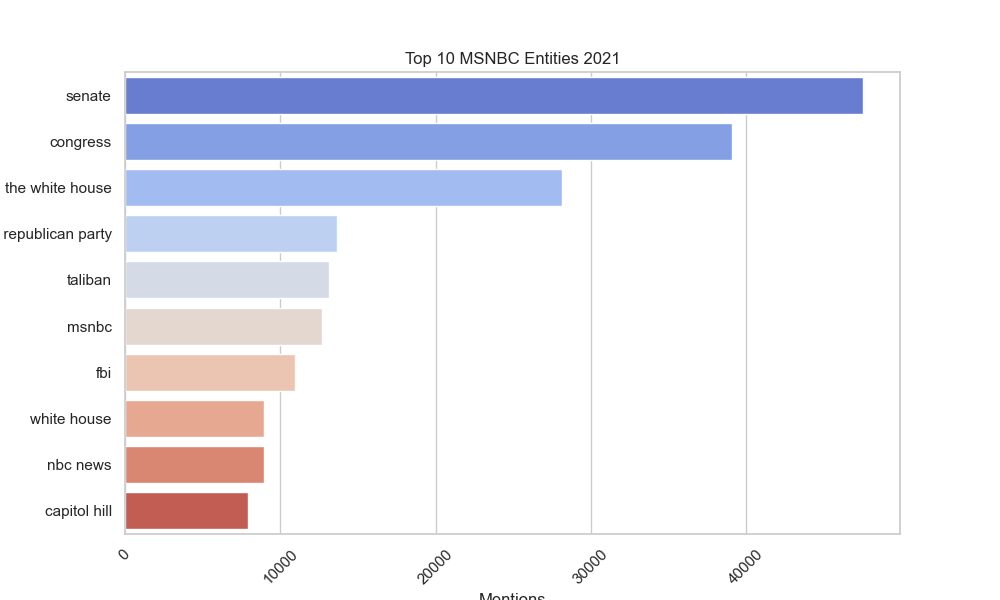 Top 10 MSNBC Entities 2021
senate
congress
the white house
republican party
taliban
msnbc
fbi
white house
nbc news
capitol hill
0
10000
20000
30000
40000
Mentions